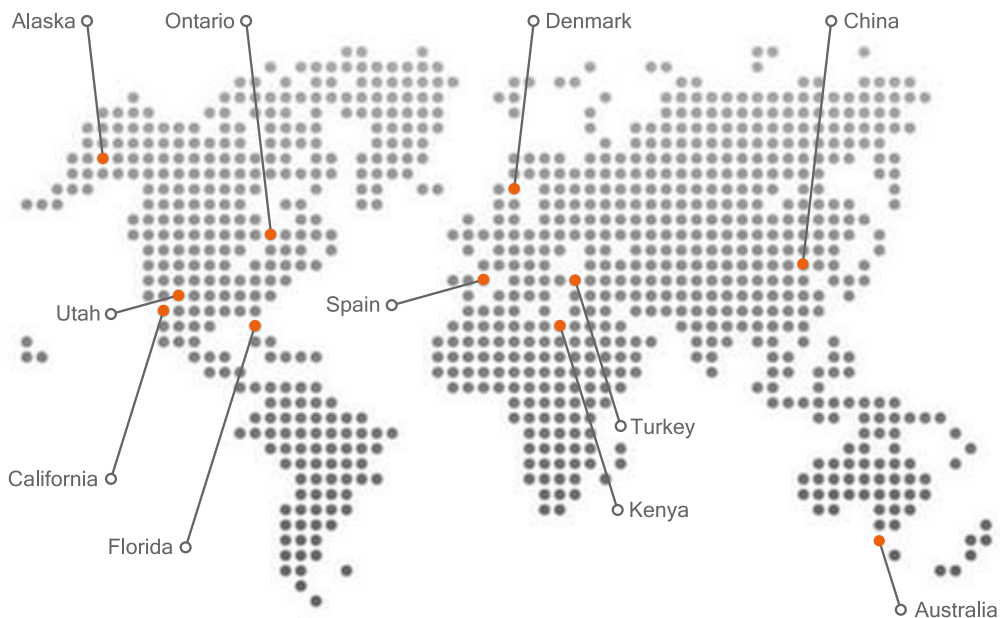 Alaska
Ontario
Denmark
China
Utah
Spain
Turkey
California
Kenya
Florida
Australia